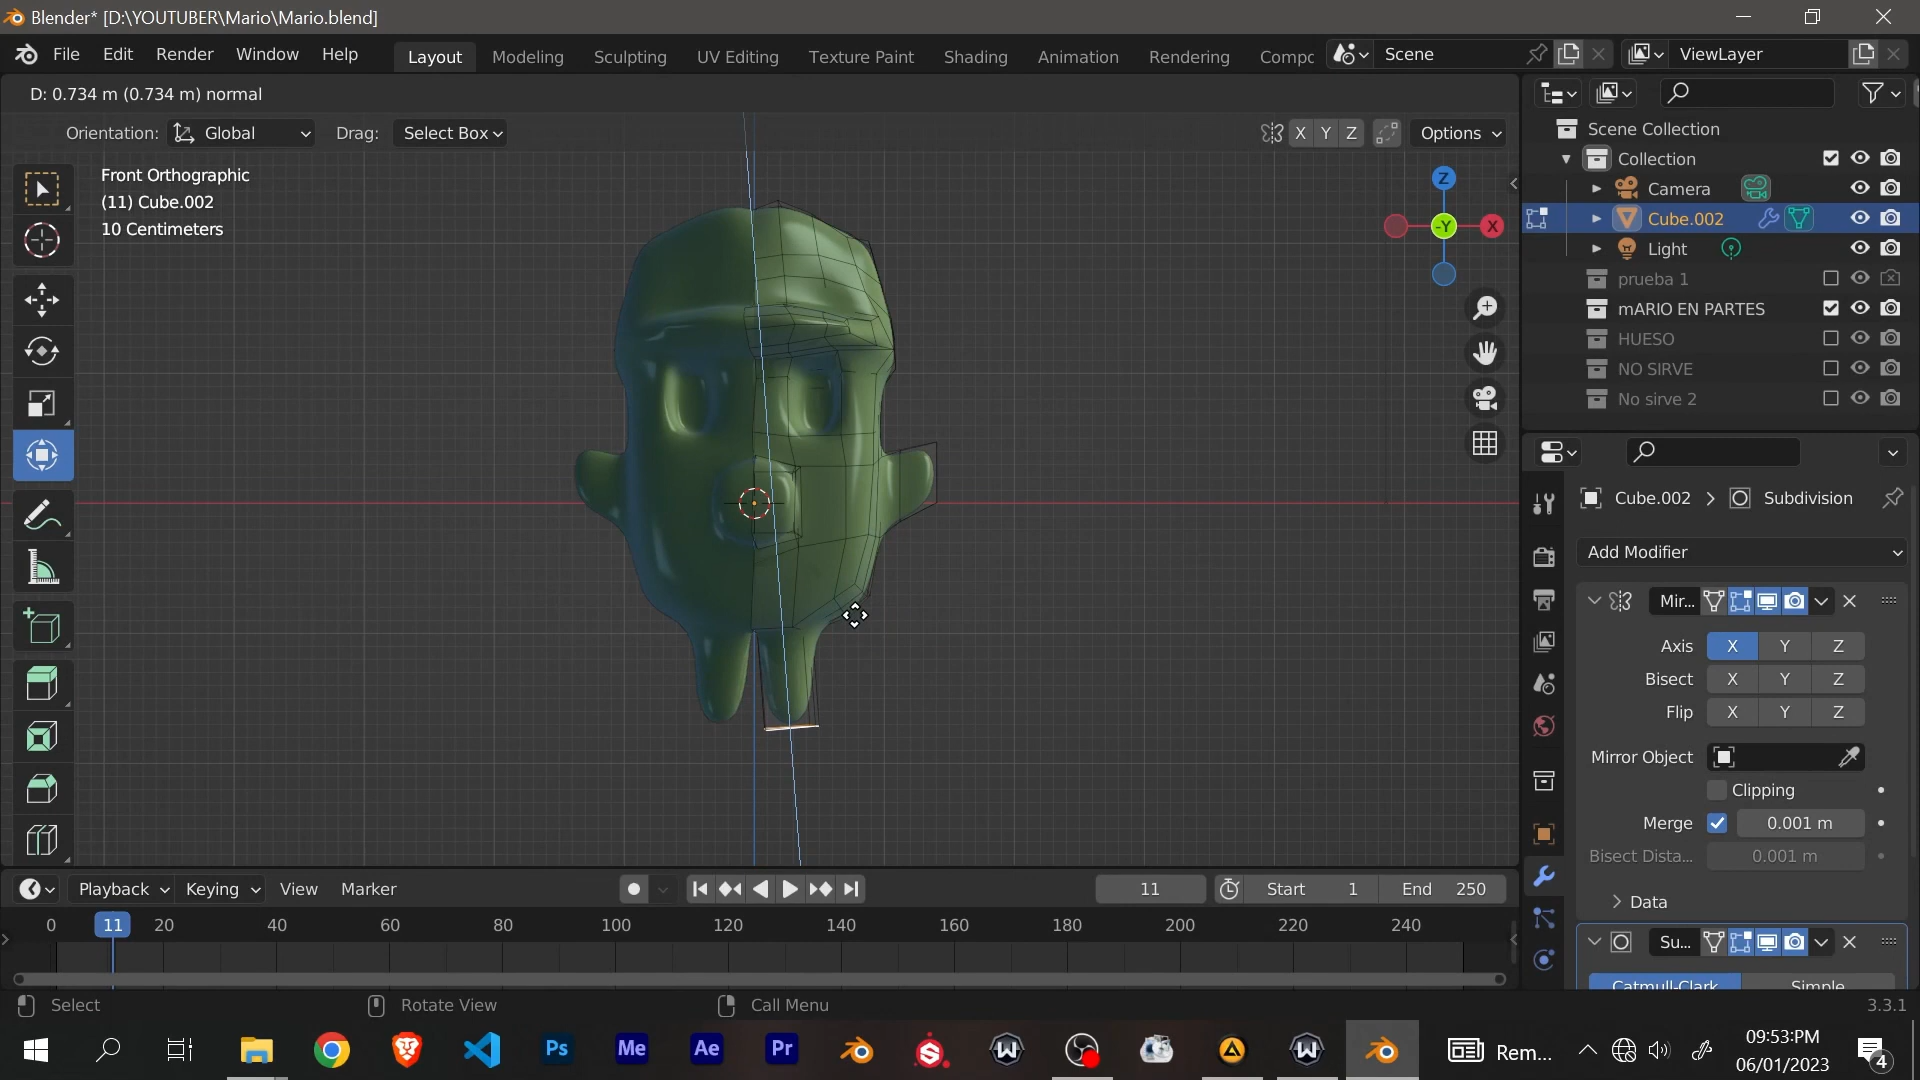 Blender* [D:\YOUTUBER\Mario\Mario.blend]
File Edit Render Window Help Layout Modeling Sculpting UV Editing Texture Paint Shading Animation Rendering Compc Scene ViewLayer
D: 0.734 m (0.734 m) normal
Orientation: Global Drag: Select Box X Y Z Options
Front Orthographic
(11) Cube.002
10 Centimeters
Z
-Y
X
Scene Collection
Collection
Camera
Cube.002
Light
prueba 1
mARIO EN PARTES
HUESO
NO SIRVE
No sirve 2
Cube.002 Subdivision
Add Modifier
Mir...
Axis X Y Z
Bisect X Y Z
Flip X Y Z
Mirror Object
Clipping
Merge 0.001 m
Bisect Dista... 0.001 m
Data
Su...
Catmull-Clark Simple
Playback Keying View Marker 11 Start 1 End 250
0 11 20 40 60 80 100 120 140 160 180 200 220 240
Select Rotate View Call Menu 3.3.1
Ps Me Ae Pr Rem... 09:53:PM
06/01/2023
4